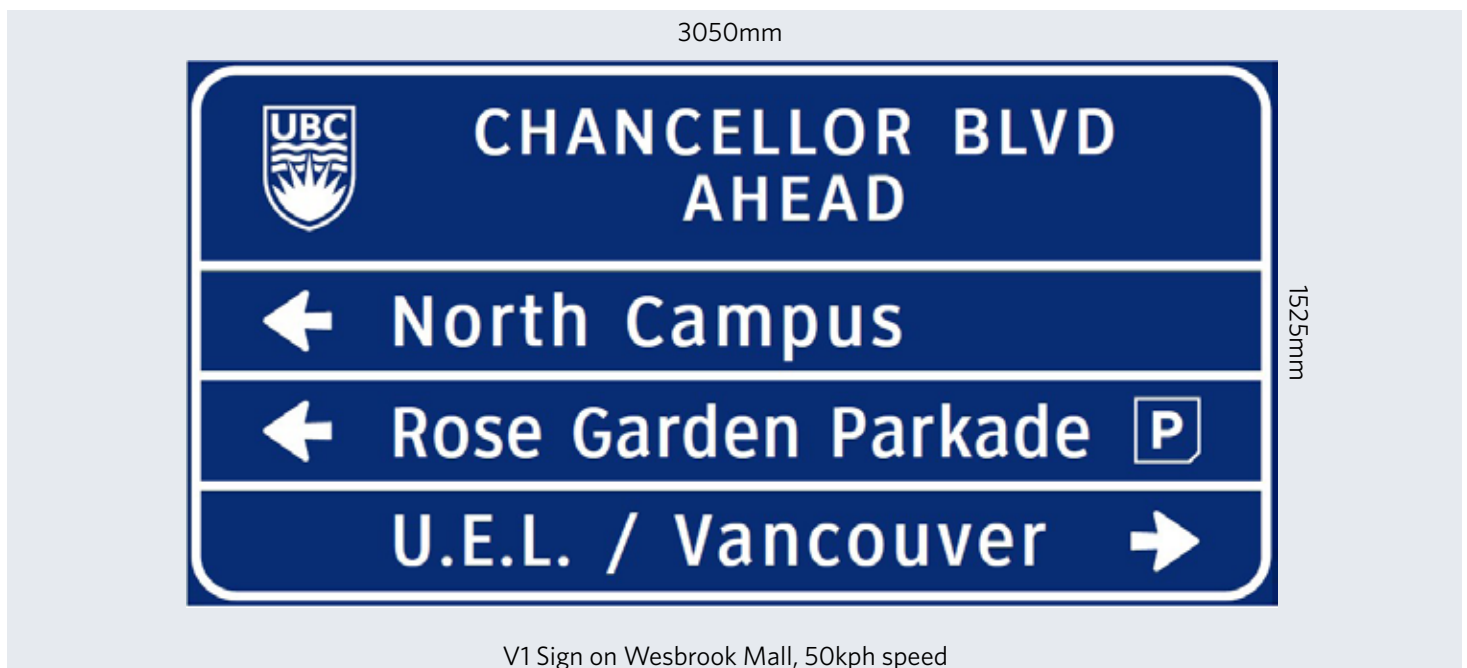 3050mm
UBC
CHANCELLOR BLVD
AHEAD
North Campus
Rose Garden Parkade P
U.E.L. / Vancouver
1525mm
V1 Sign on Wesbrook Mall, 50kph speed